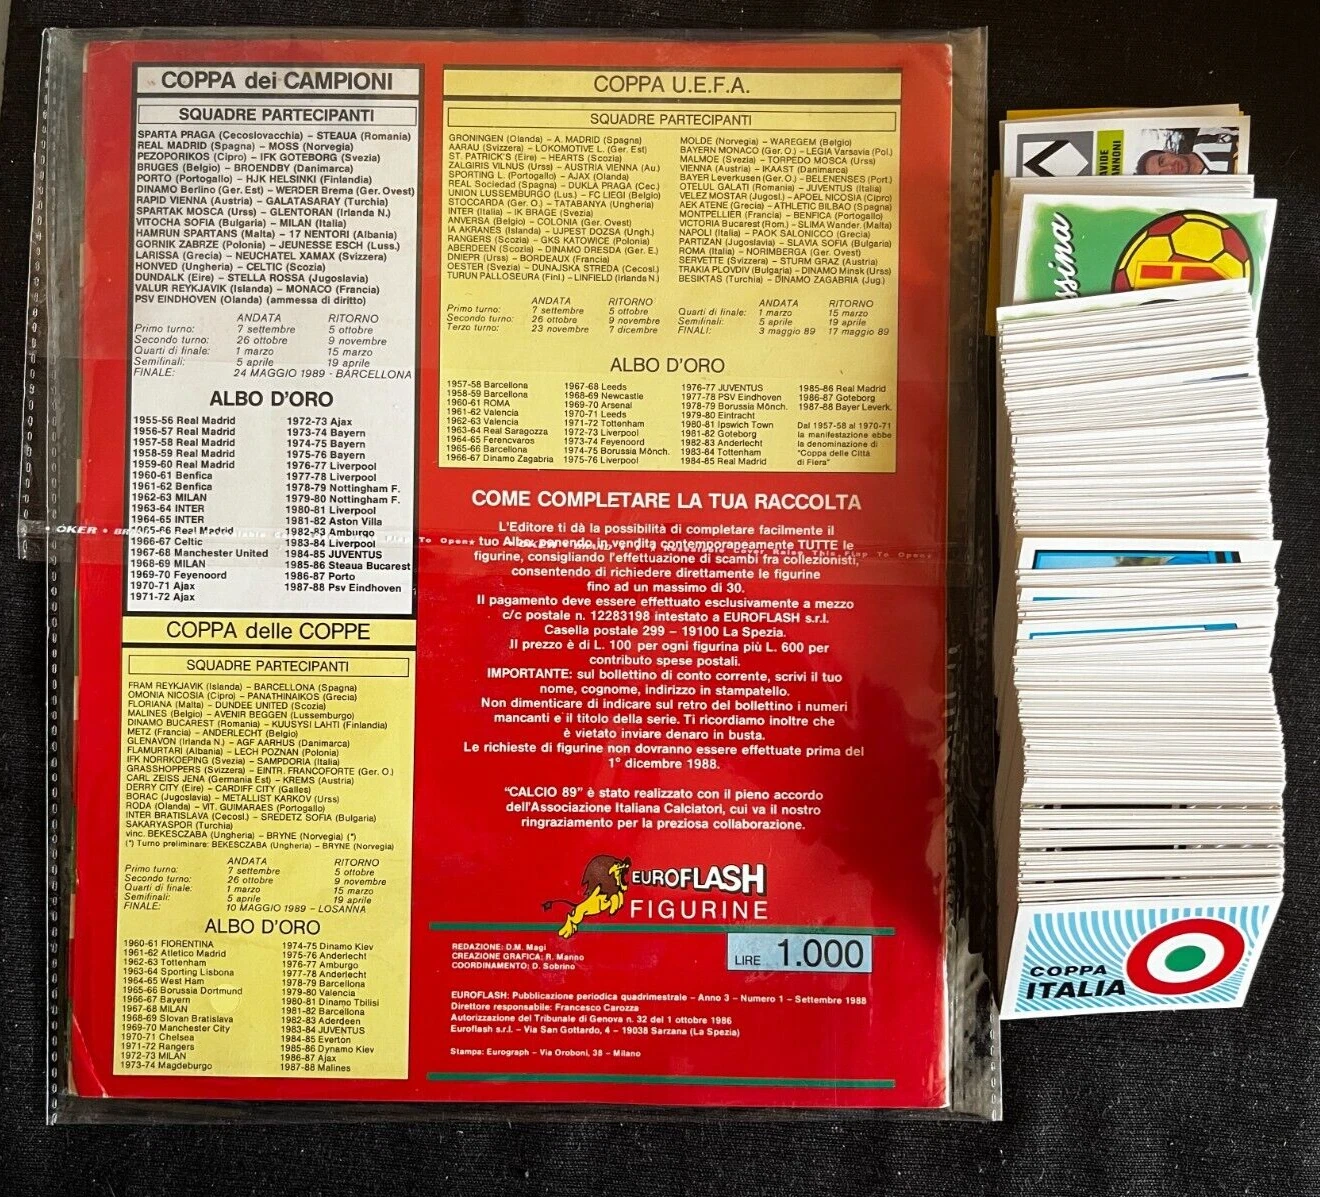 COPPA dei CAMPIONI
SQUADRE PARTECIPANTI
SPARTA PRAGA (Cecoslovacchia) – STEAUA (Romania)
REAL MADRID (Spagna) – MOSS (Norvegia)
PEZOPORIKOS (Cipro) – IFK GOTEBORG (Svezia)
BRUGES (Belgio) – BROENDBY (Danimarca)
PORTO (Portogallo) – HJK HELSINKI (Finlandia)
DINAMO Berlino (Ger. Est) – WERDER Brema (Ger. Ovest)
RAPID VIENNA (Austria) – GALATASARAY (Turchia)
SPARTAK MOSCA (Urss) – GLENTORAN (Irlanda N.)
VITOCHA SOFIA (Bulgaria) – MILAN (Italia)
HAMRUN SPARTANS (Malta) – 17 NENTORI (Albania)
GORNIK ZABRZE (Polonia) – JEUNESSE ESCH (Luss.)
LARISSA (Grecia) – NEUCHATEL XAMAX (Svizzera)
HONVED (Ungheria) – CELTIC (Scozia)
DUNDALK (Eire) – STELLA ROSSA (Jugoslavia)
VALUR REYKJAVIK (Islanda) – MONACO (Francia)
PSV EINDHOVEN (Olanda) (ammessa di diritto)
ANDATA RITORNO
Primo turno: 7 settembre 5 ottobre
Secondo turno: 26 ottobre 9 novembre
Quarti di finale: 1 marzo 15 marzo
Semifinali: 5 aprile 19 aprile
FINALE: 24 MAGGIO 1989 - BARCELLONA
ALBO D'ORO
1955-56 Real Madrid
1956-57 Real Madrid
1957-58 Real Madrid
1958-59 Real Madrid
1959-60 Real Madrid
1960-61 Benfica
1961-62 Benfica
1962-63 MILAN
1963-64 INTER
1964-65 INTER
1965-66 Real Madrid
1966-67 Celtic
1967-68 Manchester United
1968-69 MILAN
1969-70 Feyenoord
1970-71 Ajax
1971-72 Ajax
1972-73 Ajax
1973-74 Bayern
1974-75 Bayern
1975-76 Bayern
1976-77 Liverpool
1977-78 Liverpool
1978-79 Nottingham F.
1979-80 Nottingham F.
1980-81 Liverpool
1981-82 Aston Villa
1982-83 Amburgo
1983-84 Liverpool
1984-85 JUVENTUS
1985-86 Steaua Bucarest
1986-87 Porto
1987-88 Psv Eindhoven
COPPA delle COPPE
SQUADRE PARTECIPANTI
FRAM REYKJAVIK (Islanda) – BARCELLONA (Spagna)
OMONIA NICOSIA (Cipro) – PANATHINAIKOS (Grecia)
FLORIANA (Malta) – DUNDEE UNITED (Scozia)
MALINES (Belgio) – AVENIR BEGGEN (Lussemburgo)
DINAMO BUCAREST (Romania) – KUUSYSI LAHTI (Finlandia)
METZ (Francia) – ANDERLECHT (Belgio)
GLENAVON (Irlanda N.) – AGF AARHUS (Danimarca)
FLAMURTARI (Albania) – LECH POZNAN (Polonia)
IFK NORRKOEPING (Svezia) – SAMPDORIA (Italia)
GRASSHOPPERS (Svizzera) – EINTR. FRANCOFORTE (Ger. O.)
CARL ZEISS JENA (Germania Est) – KREMS (Austria)
DERRY CITY (Eire) – CARDIFF CITY (Galles)
BORAC (Jugoslavia) – METALLIST KARKOV (Urss)
RODA (Olanda) – VIT. GUIMARAES (Portogallo)
INTER BRATISLAVA (Cecosl.) – SREDETZ SOFIA (Bulgaria)
SAKARYASPOR (Turchia)
vinc. BEKESCZABA (Ungheria) – BRYNE (Norvegia) (*)
(*) Turno preliminare: BEKESCZABA (Ungheria) – BRYNE (Norvegia)
ANDATA RITORNO
Primo turno: 7 settembre 5 ottobre
Secondo turno: 26 ottobre 9 novembre
Quarti di finale: 1 marzo 15 marzo
Semifinali: 5 aprile 19 aprile
FINALE: 10 MAGGIO 1989 – LOSANNA
ALBO D'ORO
1960-61 FIORENTINA
1961-62 Atletico Madrid
1962-63 Tottenham
1963-64 Sporting Lisbona
1964-65 West Ham
1965-66 Borussia Dortmund
1966-67 Bayern
1967-68 MILAN
1968-69 Slovan Bratislava
1969-70 Manchester City
1970-71 Chelsea
1971-72 Rangers
1972-73 MILAN
1973-74 Magdeburgo
1974-75 Dinamo Kiev
1975-76 Anderlecht
1976-77 Amburgo
1977-78 Anderlecht
1978-79 Barcellona
1979-80 Valencia
1980-81 Dinamo Tbilisi
1981-82 Barcellona
1982-83 Aderdeen
1983-84 JUVENTUS
1984-85 Everton
1985-86 Dynamo Kiev
1986-87 Ajax
1987-88 Malines
COPPA U.E.F.A.
SQUADRE PARTECIPANTI
GRONINGEN (Olanda) – A. MADRID (Spagna)
AARAU (Svizzera) – LOKOMOTIVE L. (Ger. Est)
ST. PATRICK'S (Eire) – HEARTS (Scozia)
ZALGIRIS VILNUS (Urss) – AUSTRIA VIENNA (Au.)
SPORTING L. (Portogallo) – AJAX (Olanda)
REAL Sociedad (Spagna) – DUKLA PRAGA (Cec.)
UNION LUSSEMBURGO (Lus.) – FC LIEGI (Belgio)
STOCCARDA (Ger. O.) – TATABANYA (Ungheria)
INTER (Italia) – IK BRAGE (Svezia)
ANVERSA (Belgio) – COLONIA (Ger. Ovest)
IA AKRANES (Islanda) – UJPEST DOZSA (Ungh.)
RANGERS (Scozia) – GKS KATOWICE (Polonia)
ABERDEEN (Scozia) – DINAMO DRESDA (Ger. E.)
DNIEPR (Urss) – BORDEAUX (Francia)
OESTER (Svezia) – DUNAJSKA STREDA (Cecosl.)
TURUN PALLOSEURA (Fin.) – LINFIELD (Irlanda N.)
MOLDE (Norvegia) – WAREGEM (Belgio)
BAYERN MONACO (Ger. O.) – LEGIA Varsavia (Pol.)
MALMOE (Svezia) – TORPEDO MOSCA (Urss)
VIENNA (Austria) – IKAAST (Danimarca)
BAYER Leverkusen (Ger. O.) – BELENENSES (Port.)
OTELUL GALATI (Romania) – JUVENTUS (Italia)
VELEZ MOSTAR (Jugosl.) – APOEL NICOSIA (Cipro)
AEK ATENE (Grecia) – ATHLETIC BILBAO (Spagna)
MONTPELLIER (Francia) – BENFICA (Portogallo)
VICTORIA Bucarest (Rom.) – SLIMA Wander. (Malta)
NAPOLI (Italia) – PAOK SALONICCO (Grecia)
PARTIZAN (Jugoslavia) – SLAVIA SOFIA (Bulgaria)
ROMA (Italia) – NORIMBERGA (Ger. Ovest)
SERVETTE (Svizzera) – STURM GRAZ (Austria)
TRAKIA PLOVDIV (Bulgaria) – DINAMO Minsk (Urss)
BESIKTAS (Turchia) – DINAMO ZAGABRIA (Jug.)
ANDATA RITORNO
Primo turno: 7 settembre 5 ottobre
Secondo turno: 26 ottobre 9 novembre
Terzo turno: 23 novembre 7 dicembre
ANDATA RITORNO
Quarti di finale: 1 marzo 15 marzo
Semifinali: 5 aprile 19 aprile
FINALI: 3 maggio 89 17 maggio 89
ALBO D'ORO
1957-58 Barcellona
1958-59 Barcellona
1960-61 ROMA
1961-62 Valencia
1962-63 Valencia
1963-64 Real Saragozza
1964-65 Ferencvaros
1965-66 Barcellona
1966-67 Dinamo Zagabria
1967-68 Leeds
1968-69 Newcastle
1969-70 Arsenal
1970-71 Leeds
1971-72 Tottenham
1972-73 Liverpool
1973-74 Feyenoord
1974-75 Borussia Mönch.
1975-76 Liverpool
1976-77 JUVENTUS
1977-78 PSV Eindhoven
1978-79 Borussia Mönch.
1979-80 Eintracht
1980-81 Ipswich Town
1981-82 Goteborg
1982-83 Anderlecht
1983-84 Tottenham
1984-85 Real Madrid
1985-86 Real Madrid
1986-87 Goteborg
1987-88 Bayer Leverk.
Dal 1957-58 al 1970-71
la manifestazione ebbe
la denominazione di
"Coppa delle Città
di Fiera"
COME COMPLETARE LA TUA RACCOLTA
L'Editore ti dà la possibilità di completare facilmente il
tuo Albo ponendo in vendita contemporaneamente TUTTE le
figurine, consigliando l'effettuazione di scambi fra collezionisti,
consentendo di richiedere direttamente le figurine
fino ad un massimo di 30.
Il pagamento deve essere effettuato esclusivamente a mezzo
c/c postale n. 12283198 intestato a EUROFLASH s.r.l.
Casella postale 299 – 19100 La Spezia.
Il prezzo è di L. 100 per ogni figurina più L. 600 per
contributo spese postali.
IMPORTANTE: sul bollettino di conto corrente, scrivi il tuo
nome, cognome, indirizzo in stampatello.
Non dimenticare di indicare sul retro del bollettino i numeri
mancanti e il titolo della serie. Ti ricordiamo inoltre che
è vietato inviare denaro in busta.
Le richieste di figurine non dovranno essere effettuate prima del
1° dicembre 1988.
"CALCIO 89" è stato realizzato con il pieno accordo
dell'Associazione Italiana Calciatori, cui va il nostro
ringraziamento per la preziosa collaborazione.
EUROFLASH
FIGURINE
REDAZIONE: D.M. Magi
CREAZIONE GRAFICA: R. Manno
COORDINAMENTO: D. Sobrino
LIRE 1.000
EUROFLASH: Pubblicazione periodica quadrimestrale – Anno 3 – Numero 1 – Settembre 1988
Direttore responsabile: Francesco Carozza
Autorizzazione del Tribunale di Genova n. 32 del 1 ottobre 1986
Euroflash s.r.l. – Via San Gottardo, 4 – 19038 Sarzana (La Spezia)
Stampa: Eurograph – Via Oroboni, 38 – Milano
To Open
Cover Raise This Flap To Open
AVIDE
ANNONI
ssina
COPPA
ITALIA